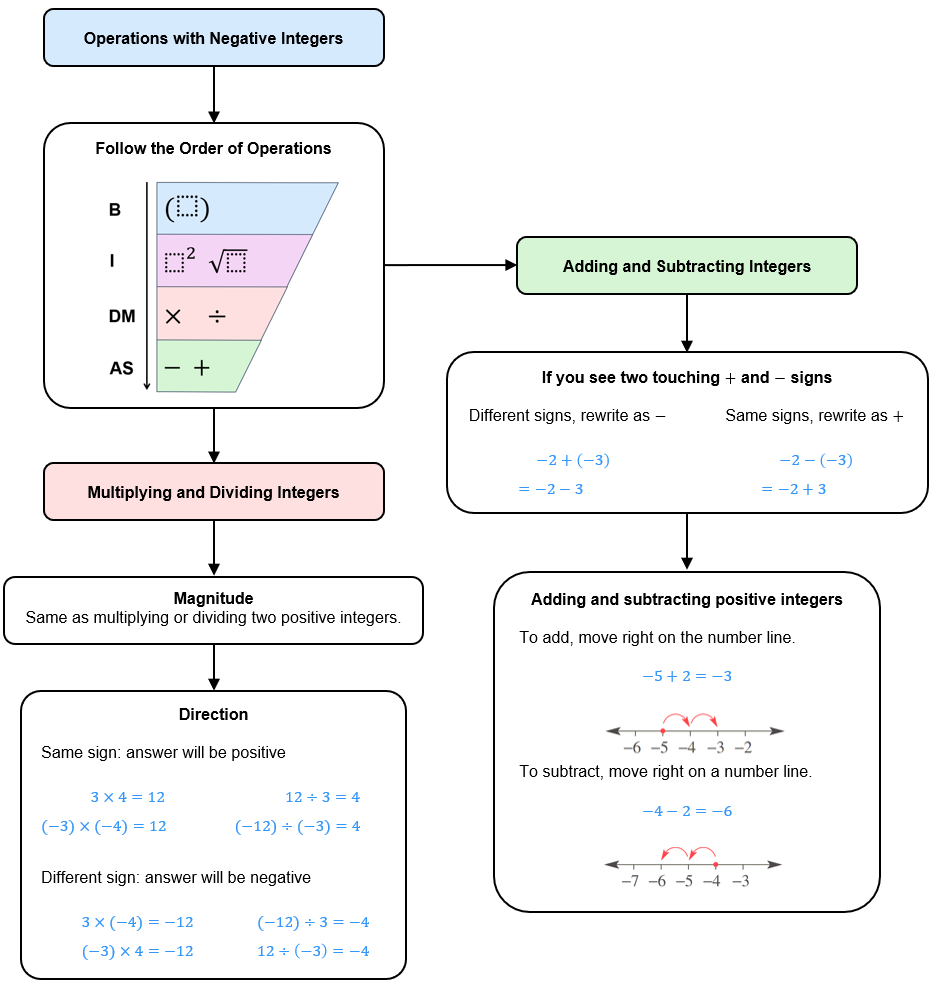 Operations with Negative Integers
Follow the Order of Operations
B (⬚)
I ⬚² √⬚
DM × ÷
AS − +
Multiplying and Dividing Integers
Magnitude
Same as multiplying or dividing two positive integers.
Direction
Same sign: answer will be positive
3 × 4 = 12
12 ÷ 3 = 4
(−3) × (−4) = 12
(−12) ÷ (−3) = 4
Different sign: answer will be negative
3 × (−4) = −12
(−12) ÷ 3 = −4
(−3) × 4 = −12
12 ÷ (−3) = −4
Adding and Subtracting Integers
If you see two touching + and − signs
Different signs, rewrite as −
−2 + (−3)
= −2 − 3
Same signs, rewrite as +
−2 − (−3)
= −2 + 3
Adding and subtracting positive integers
To add, move right on the number line.
−5 + 2 = −3
−6 −5 −4 −3 −2
To subtract, move right on a number line.
−4 − 2 = −6
−7 −6 −5 −4 −3